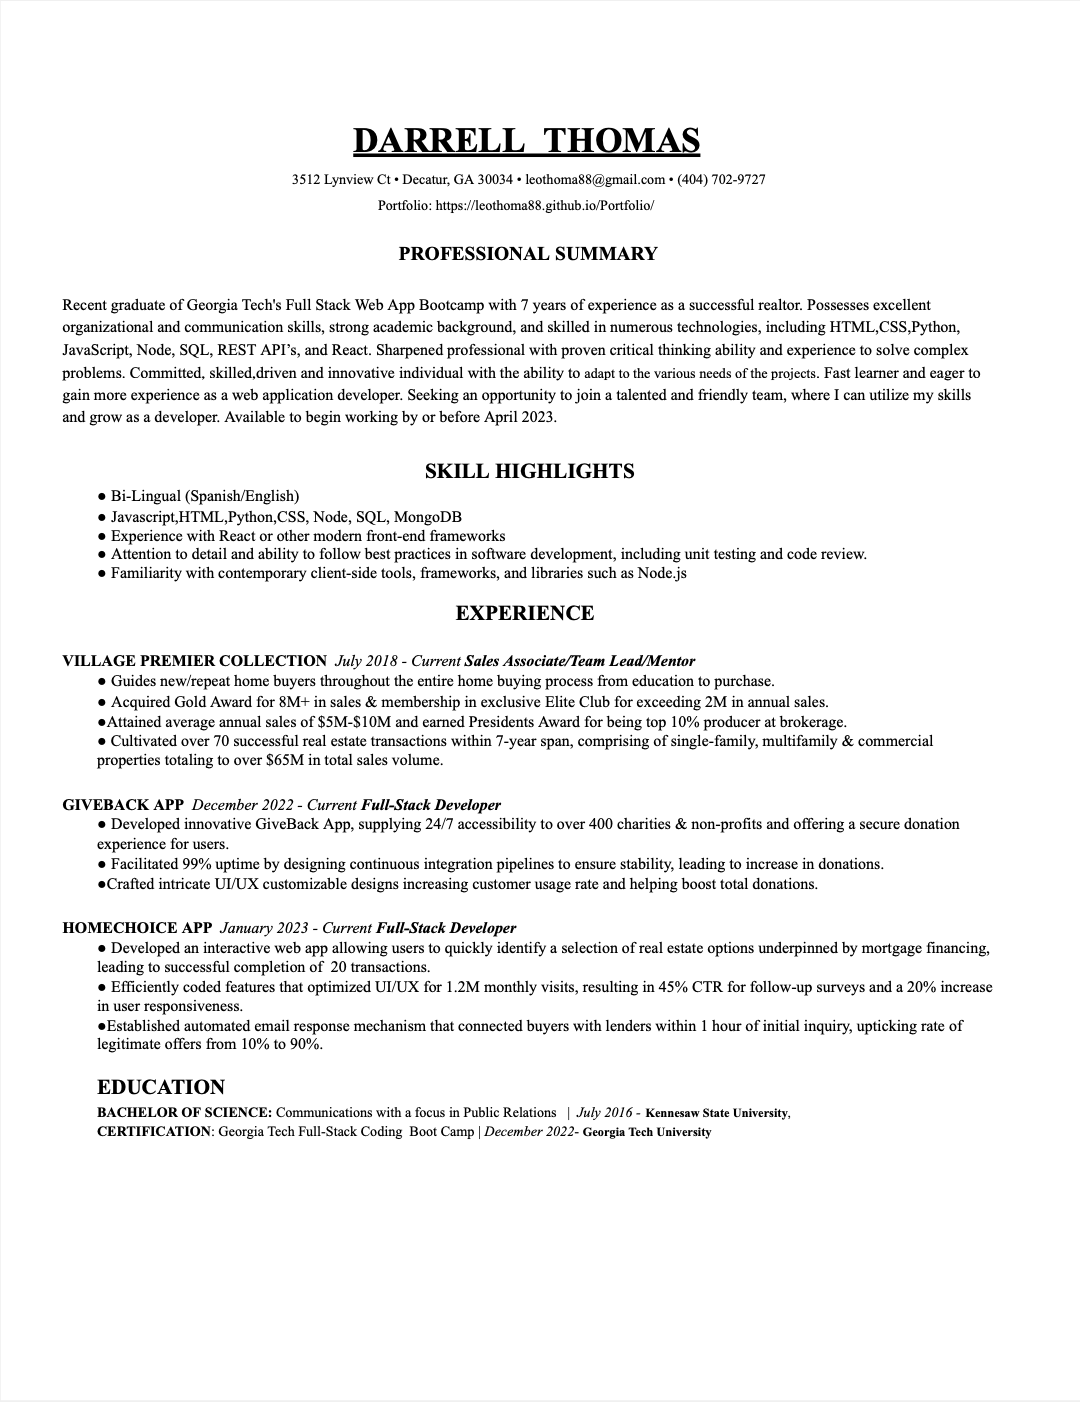 DARRELL THOMAS
3512 Lynview Ct • Decatur, GA 30034 • leothoma88@gmail.com • (404) 702-9727
Portfolio: https://leothoma88.github.io/Portfolio/
PROFESSIONAL SUMMARY
Recent graduate of Georgia Tech's Full Stack Web App Bootcamp with 7 years of experience as a successful realtor. Possesses excellent
organizational and communication skills, strong academic background, and skilled in numerous technologies, including HTML,CSS,Python,
JavaScript, Node, SQL, REST API’s, and React. Sharpened professional with proven critical thinking ability and experience to solve complex
problems. Committed, skilled,driven and innovative individual with the ability to adapt to the various needs of the projects. Fast learner and eager to
gain more experience as a web application developer. Seeking an opportunity to join a talented and friendly team, where I can utilize my skills
and grow as a developer. Available to begin working by or before April 2023.
SKILL HIGHLIGHTS
● Bi-Lingual (Spanish/English)
● Javascript,HTML,Python,CSS, Node, SQL, MongoDB
● Experience with React or other modern front-end frameworks
● Attention to detail and ability to follow best practices in software development, including unit testing and code review.
● Familiarity with contemporary client-side tools, frameworks, and libraries such as Node.js
EXPERIENCE
VILLAGE PREMIER COLLECTION July 2018 - Current Sales Associate/Team Lead/Mentor
● Guides new/repeat home buyers throughout the entire home buying process from education to purchase.
● Acquired Gold Award for 8M+ in sales & membership in exclusive Elite Club for exceeding 2M in annual sales.
●Attained average annual sales of $5M-$10M and earned Presidents Award for being top 10% producer at brokerage.
● Cultivated over 70 successful real estate transactions within 7-year span, comprising of single-family, multifamily & commercial
properties totaling to over $65M in total sales volume.
GIVEBACK APP December 2022 - Current Full-Stack Developer
● Developed innovative GiveBack App, supplying 24/7 accessibility to over 400 charities & non-profits and offering a secure donation
experience for users.
● Facilitated 99% uptime by designing continuous integration pipelines to ensure stability, leading to increase in donations.
●Crafted intricate UI/UX customizable designs increasing customer usage rate and helping boost total donations.
HOMECHOICE APP January 2023 - Current Full-Stack Developer
● Developed an interactive web app allowing users to quickly identify a selection of real estate options underpinned by mortgage financing,
leading to successful completion of 20 transactions.
● Efficiently coded features that optimized UI/UX for 1.2M monthly visits, resulting in 45% CTR for follow-up surveys and a 20% increase
in user responsiveness.
●Established automated email response mechanism that connected buyers with lenders within 1 hour of initial inquiry, upticking rate of
legitimate offers from 10% to 90%.
EDUCATION
BACHELOR OF SCIENCE: Communications with a focus in Public Relations | July 2016 - Kennesaw State University,
CERTIFICATION: Georgia Tech Full-Stack Coding Boot Camp | December 2022- Georgia Tech University